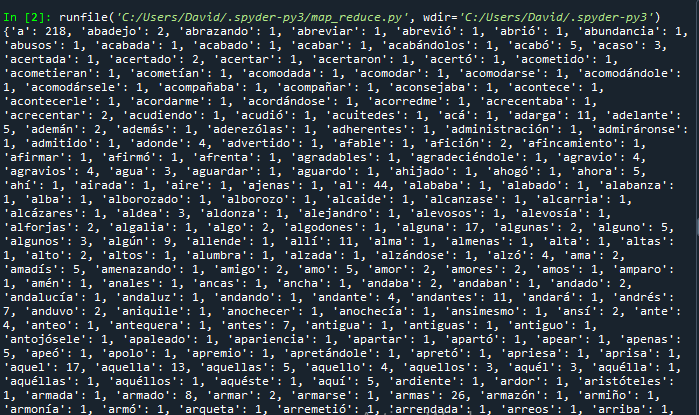 In [2]: runfile('C:/Users/David/.spyder-py3/map_reduce.py', wdir='C:/Users/David/.spyder-py3')
{'a': 218, 'abadejo': 2, 'abrazando': 1, 'abreviar': 1, 'abrevió': 1, 'abrió': 1, 'abundancia': 1,
'abusos': 1, 'acabada': 1, 'acabado': 1, 'acabar': 1, 'acabándolos': 1, 'acabó': 5, 'acaso': 3,
'acertada': 1, 'acertado': 2, 'acertar': 1, 'acertaron': 1, 'acertó': 1, 'acometido': 1,
'acometieran': 1, 'acometían': 1, 'acomodada': 1, 'acomodar': 1, 'acomodarse': 1, 'acomodándole':
1, 'acomodársele': 1, 'acompañaba': 1, 'acompañar': 1, 'aconsejaba': 1, 'acontece': 1,
'acontecerle': 1, 'acordarme': 1, 'acordándose': 1, 'acorredme': 1, 'acrecentaba': 1,
'acrecentar': 2, 'acudiendo': 1, 'acudió': 1, 'acuitedes': 1, 'acá': 1, 'adarga': 11, 'adelante':
5, 'ademán': 2, 'además': 1, 'aderezólas': 1, 'adherentes': 1, 'administración': 1, 'admiráronse':
1, 'admitido': 1, 'adonde': 4, 'advertido': 1, 'afable': 1, 'afición': 2, 'afincamiento': 1,
'afirmar': 1, 'afirmó': 1, 'afrenta': 1, 'agradables': 1, 'agradeciéndole': 1, 'agravio': 4,
'agravios': 4, 'agua': 3, 'aguardar': 1, 'aguardo': 1, 'ahijado': 1, 'ahogó': 1, 'ahora': 5,
'ahí': 1, 'airada': 1, 'aire': 1, 'ajenas': 1, 'al': 44, 'alababa': 1, 'alabado': 1, 'alabanza':
1, 'alba': 1, 'alborozado': 1, 'alborozo': 1, 'alcaide': 1, 'alcanzase': 1, 'alcarria': 1,
'alcázares': 1, 'aldea': 3, 'aldonza': 1, 'alejandro': 1, 'alevosos': 1, 'alevosía': 1,
'alforjas': 2, 'algalia': 1, 'algo': 2, 'algodones': 1, 'alguna': 17, 'algunas': 2, 'alguno': 5,
'algunos': 3, 'algún': 9, 'allende': 1, 'allí': 11, 'alma': 1, 'almenas': 1, 'alta': 1, 'altas':
1, 'alto': 2, 'altos': 1, 'alumbra': 1, 'alzada': 1, 'alzándose': 1, 'alzó': 4, 'ama': 2,
'amadís': 5, 'amenazando': 1, 'amigo': 2, 'amo': 5, 'amor': 2, 'amores': 2, 'amos': 1, 'amparo':
1, 'amén': 1, 'anales': 1, 'ancas': 1, 'ancha': 1, 'andaba': 2, 'andaban': 1, 'andado': 2,
'andalucía': 1, 'andaluz': 1, 'andando': 1, 'andante': 4, 'andantes': 11, 'andará': 1, 'andrés':
7, 'anduvo': 2, 'aniquile': 1, 'anochecer': 1, 'anochecía': 1, 'ansimesmo': 1, 'ansí': 2, 'ante':
4, 'anteo': 1, 'antequera': 1, 'antes': 7, 'antigua': 1, 'antiguas': 1, 'antiguo': 1,
'antojósele': 1, 'apaleado': 1, 'apariencia': 1, 'apartar': 1, 'apartó': 1, 'apear': 1, 'apenas':
5, 'apeó': 1, 'apolo': 1, 'apremio': 1, 'apretándole': 1, 'apretó': 1, 'apriesa': 1, 'aprisa': 1,
'aquel': 17, 'aquella': 13, 'aquellas': 5, 'aquello': 4, 'aquellos': 3, 'aquél': 3, 'aquélla': 1,
'aquéllas': 1, 'aquéllos': 1, 'aquéste': 1, 'aquí': 5, 'ardiente': 1, 'ardor': 1, 'aristóteles':
1, 'armada': 1, 'armado': 8, 'armar': 2, 'armarse': 1, 'armas': 26, 'armazón': 1, 'armiño': 1,
'armonía': 1, 'armó': 1, 'arqueta': 1, 'arremetió': 1, 'arrendada': 1, 'arreos': 1, 'arriba': 1,